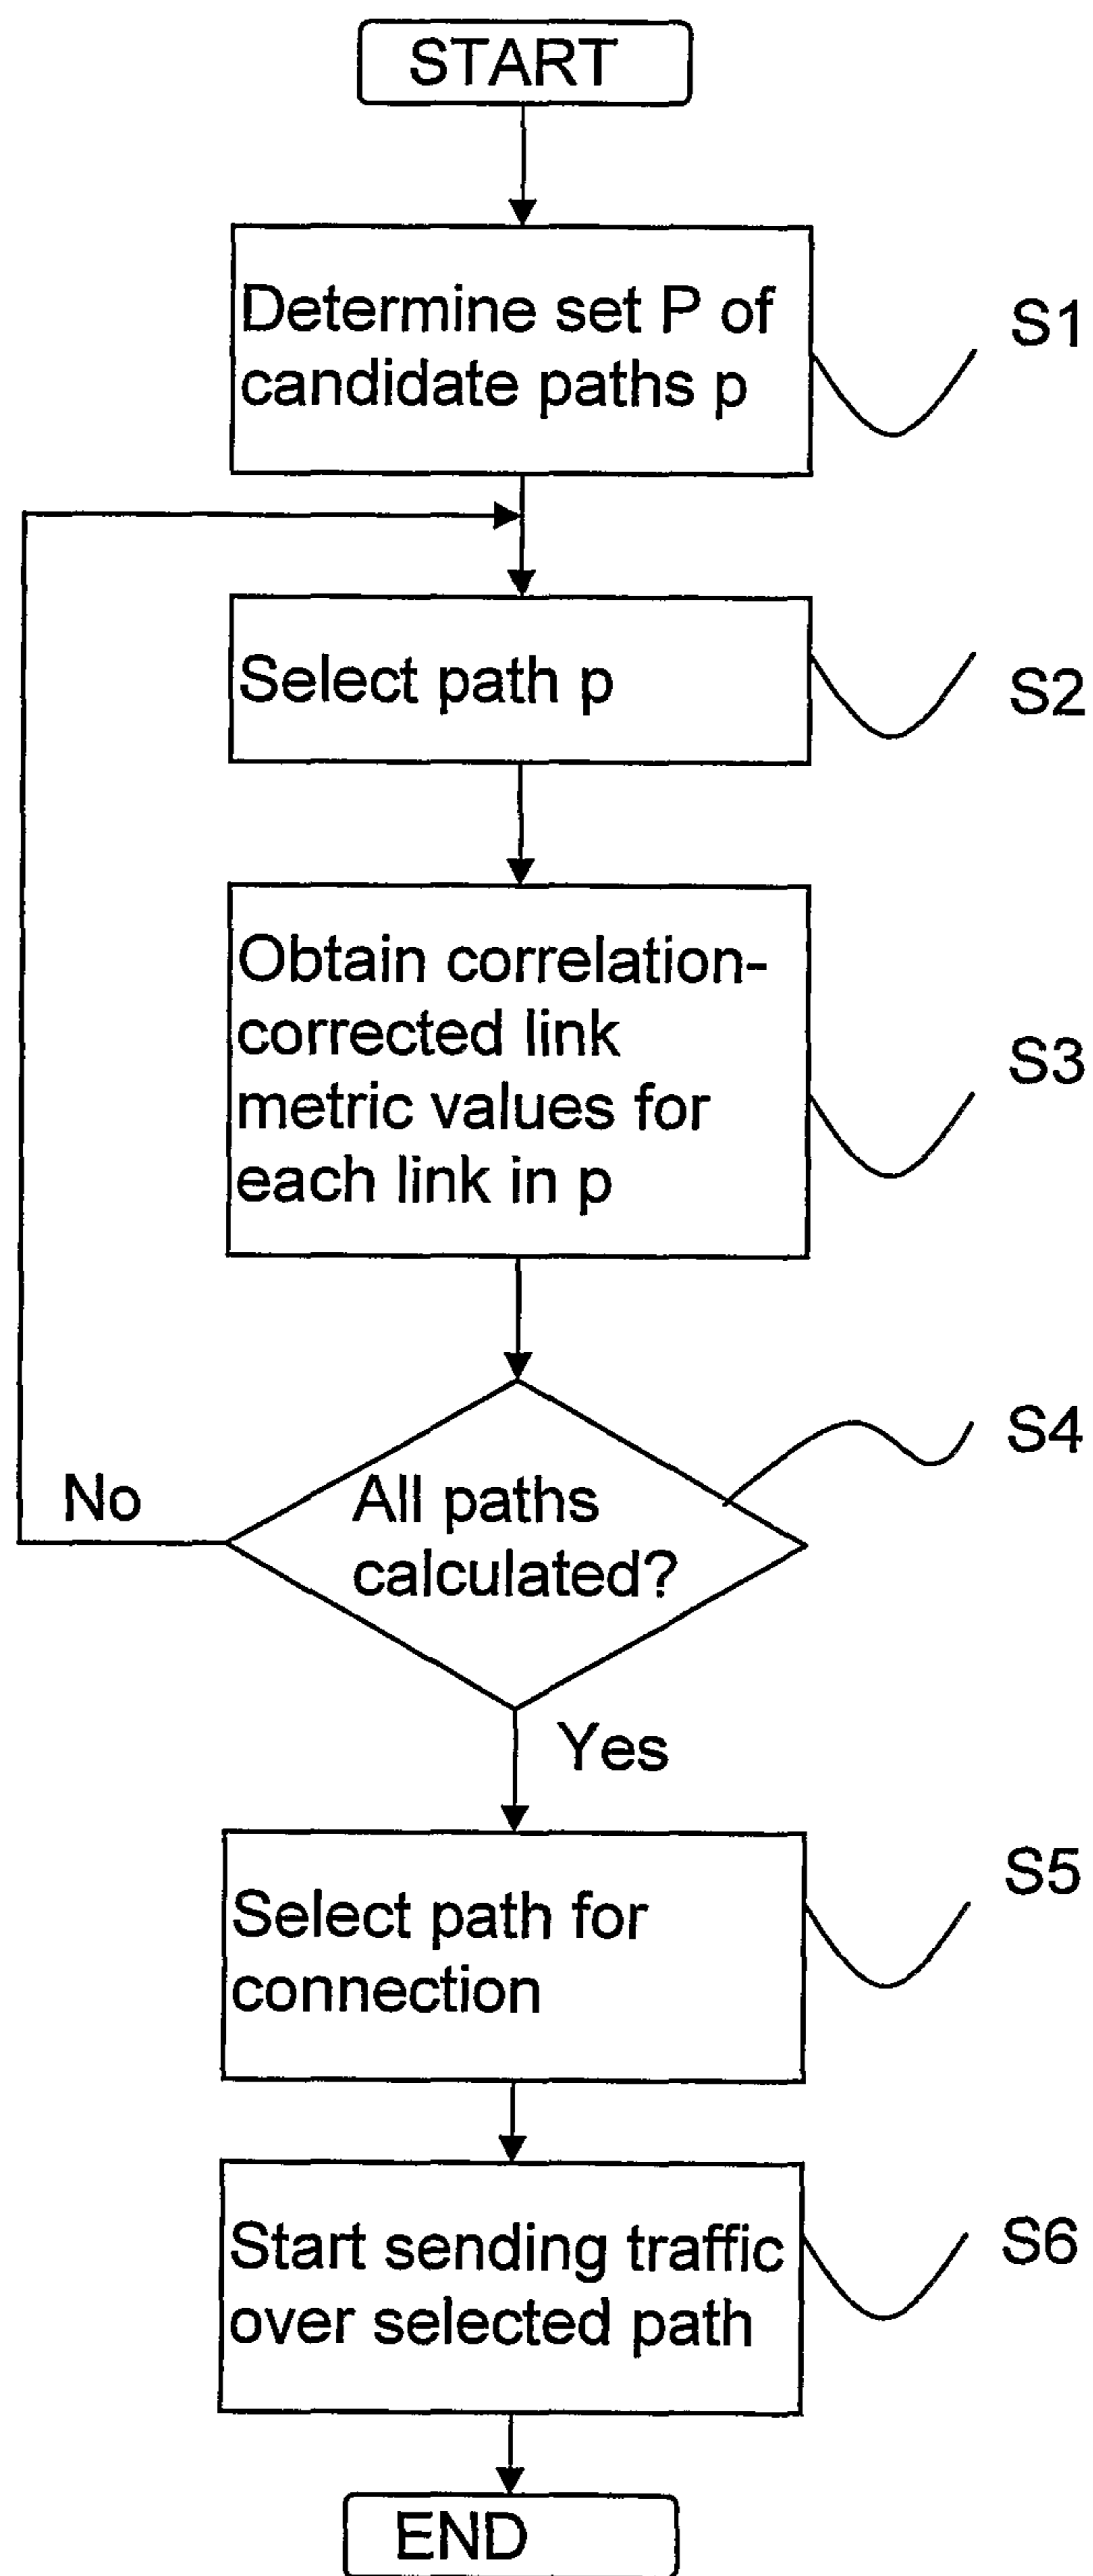 START
Determine set P of
candidate paths p
S1
Select path p
S2
Obtain correlation-
corrected link
metric values for
each link in p
S3
All paths
calculated?
S4
No
Yes
Select path for
connection
S5
Start sending traffic
over selected path
S6
END